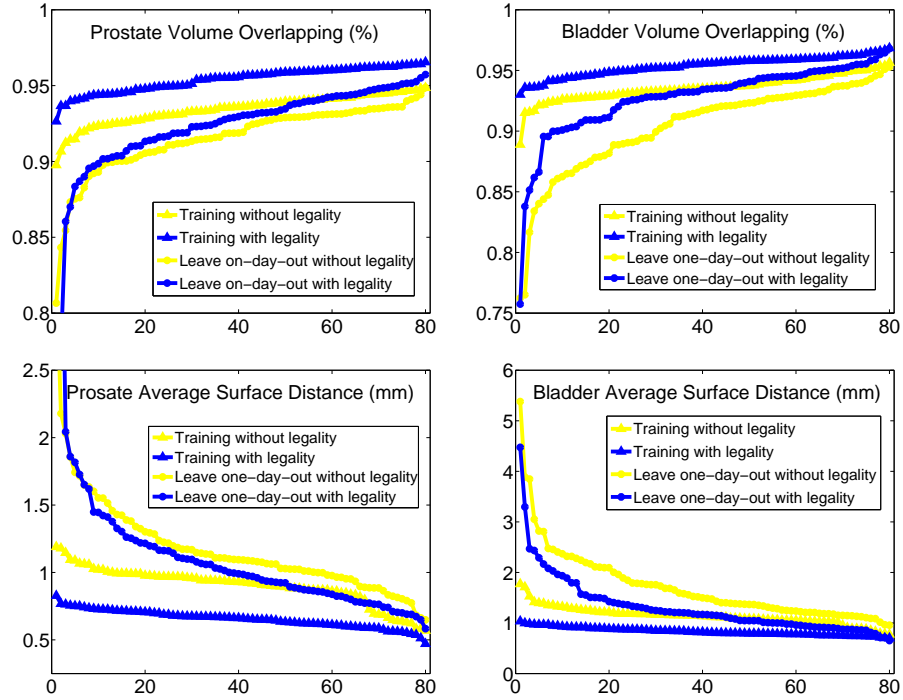 Prostate Volume Overlapping (%)
1
0.95
0.9
0.85
0.8
Training without legality
Training with legality
Leave on-day-out without legality
Leave on-day-out with legality
0 20 40 60 80
Bladder Volume Overlapping (%)
1
0.95
0.9
0.85
0.8
0.75
Training without legality
Training with legality
Leave one-day-out without legality
Leave one-day-out with legality
0 20 40 60 80
Prosate Average Surface Distance (mm)
2.5
2
1.5
1
0.5
Training without legality
Training with legality
Leave one-day-out without legality
Leave one-day-out with legality
0 20 40 60 80
Bladder Average Surface Distance (mm)
6
5
4
3
2
1
0
Training without legality
Training with legality
Leave one-day-out without legality
Leave one-day-out with legality
0 20 40 60 80